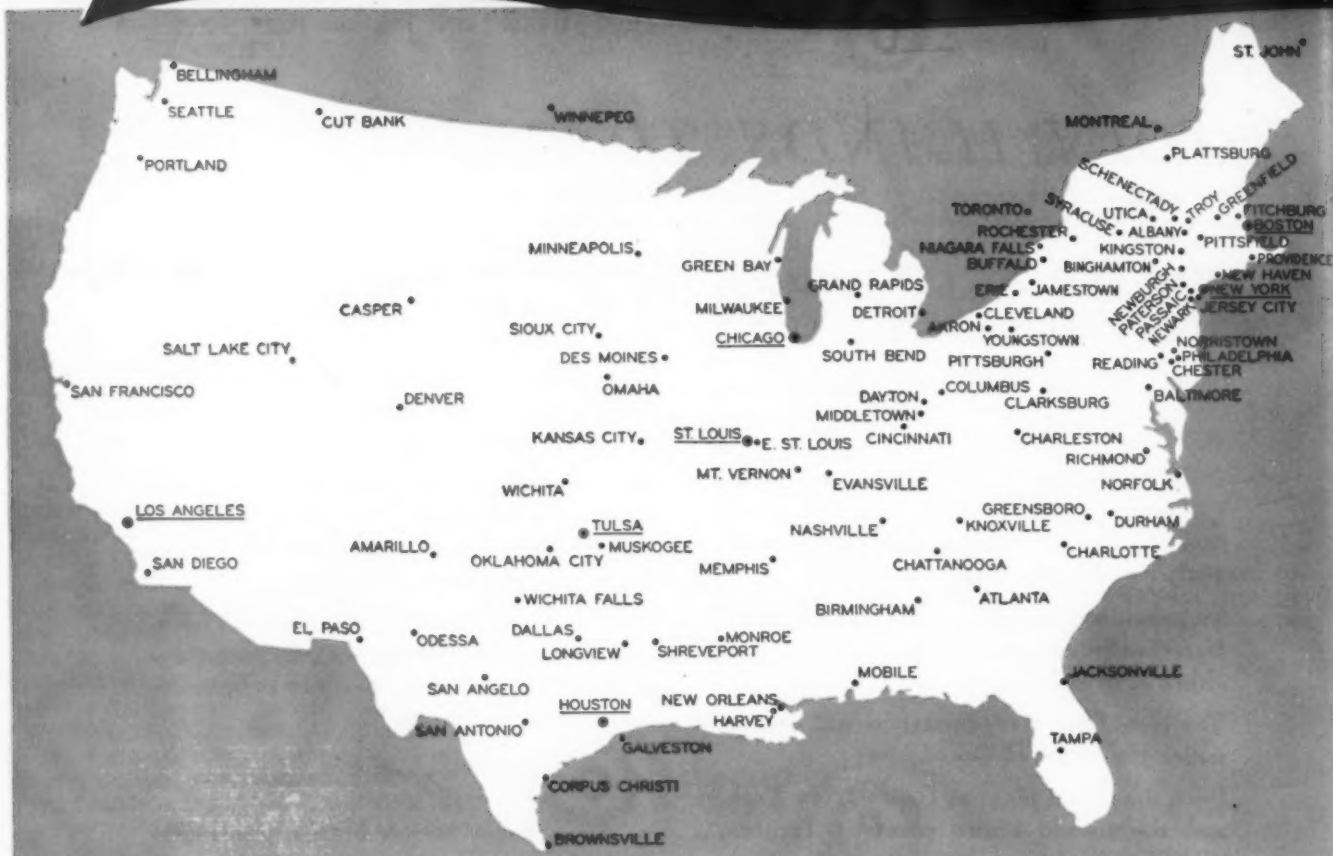 ST. JOHN
BELLINGHAM
SEATTLE
CUT BANK
WINNEPEG
MONTREAL
PORTLAND
PLATTSBURG
SCHENECTADY
TROY
GREENFIELD
TORONTO
SYRACUSE
UTICA
FITCHBURG
ROCHESTER
ALBANY
BOSTON
MINNEAPOLIS
NIAGARA FALLS
KINGSTON
PITTSFIELD
GREEN BAY
BUFFALO
BINGHAMTON
PROVIDENCE
NEW HAVEN
GRAND RAPIDS
ERIE
JAMESTOWN
NEWBURGH
NEW YORK
CASPER
MILWAUKEE
DETROIT
PATERSON
JERSEY CITY
CLEVELAND
PASSAIC
SIOUX CITY
AKRON
NEWARK
CHICAGO
YOUNGSTOWN
SOUTH BEND
NORRISTOWN
SALT LAKE CITY
DES MOINES
PITTSBURGH
READING
PHILADELPHIA
CHESTER
SAN FRANCISCO
OMAHA
COLUMBUS
BALTIMORE
DENVER
DAYTON
CLARKSBURG
MIDDLETOWN
KANSAS CITY
ST. LOUIS
E. ST. LOUIS
CINCINNATI
CHARLESTON
RICHMOND
MT. VERNON
EVANSVILLE
NORFOLK
WICHITA
LOS ANGELES
GREENSBORO
NASHVILLE
KNOXVILLE
DURHAM
TULSA
AMARILLO
OKLAHOMA CITY
MUSKOGEE
CHARLOTTE
SAN DIEGO
MEMPHIS
CHATTANOOGA
WICHITA FALLS
ATLANTA
BIRMINGHAM
EL PASO
ODESSA
DALLAS
MONROE
LONGVIEW
SHREVEPORT
MOBILE
JACKSONVILLE
SAN ANGELO
HOUSTON
NEW ORLEANS
HARVEY
SAN ANTONIO
GALVESTON
TAMPA
CORPUS CHRISTI
BROWNSVILLE